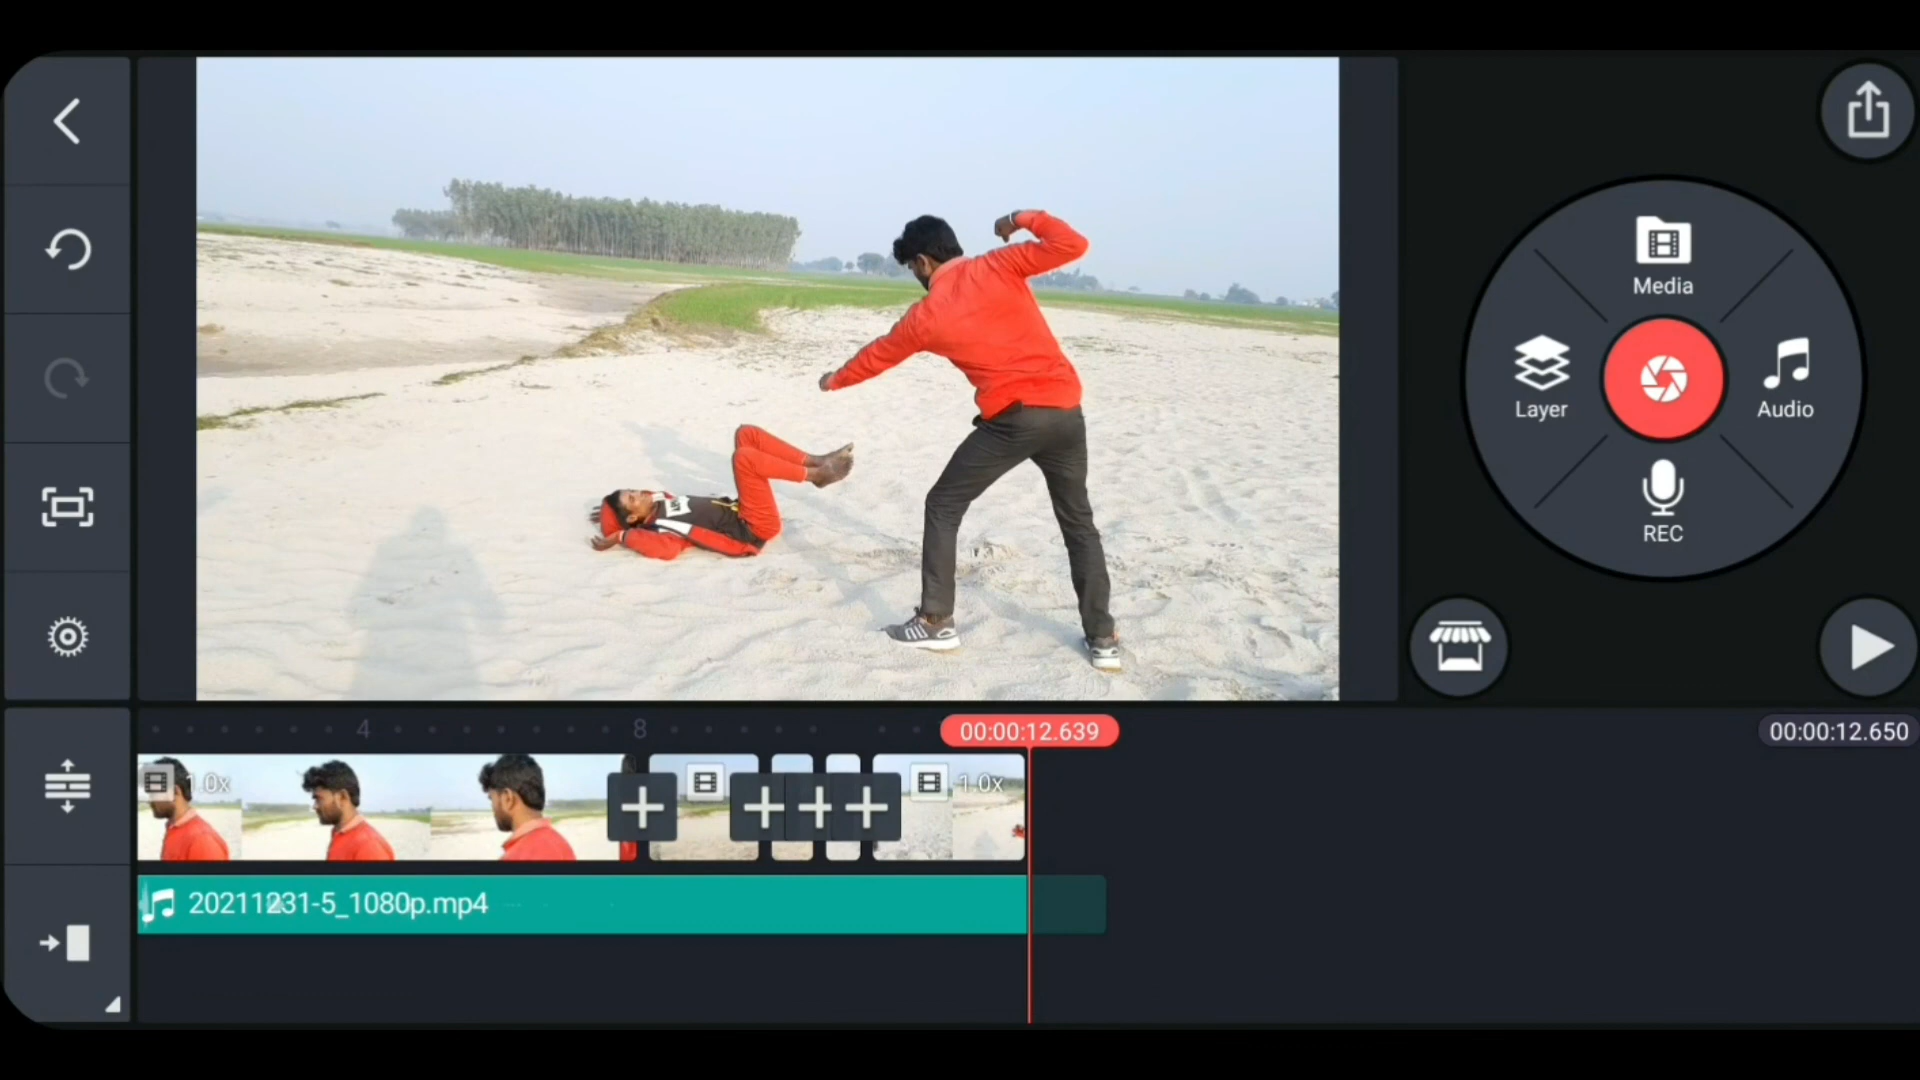 Media
Layer
Audio
REC
4
8
00:00:12.639
00:00:12.650
1.0x
1.0x
20211231-5_1080p.mp4